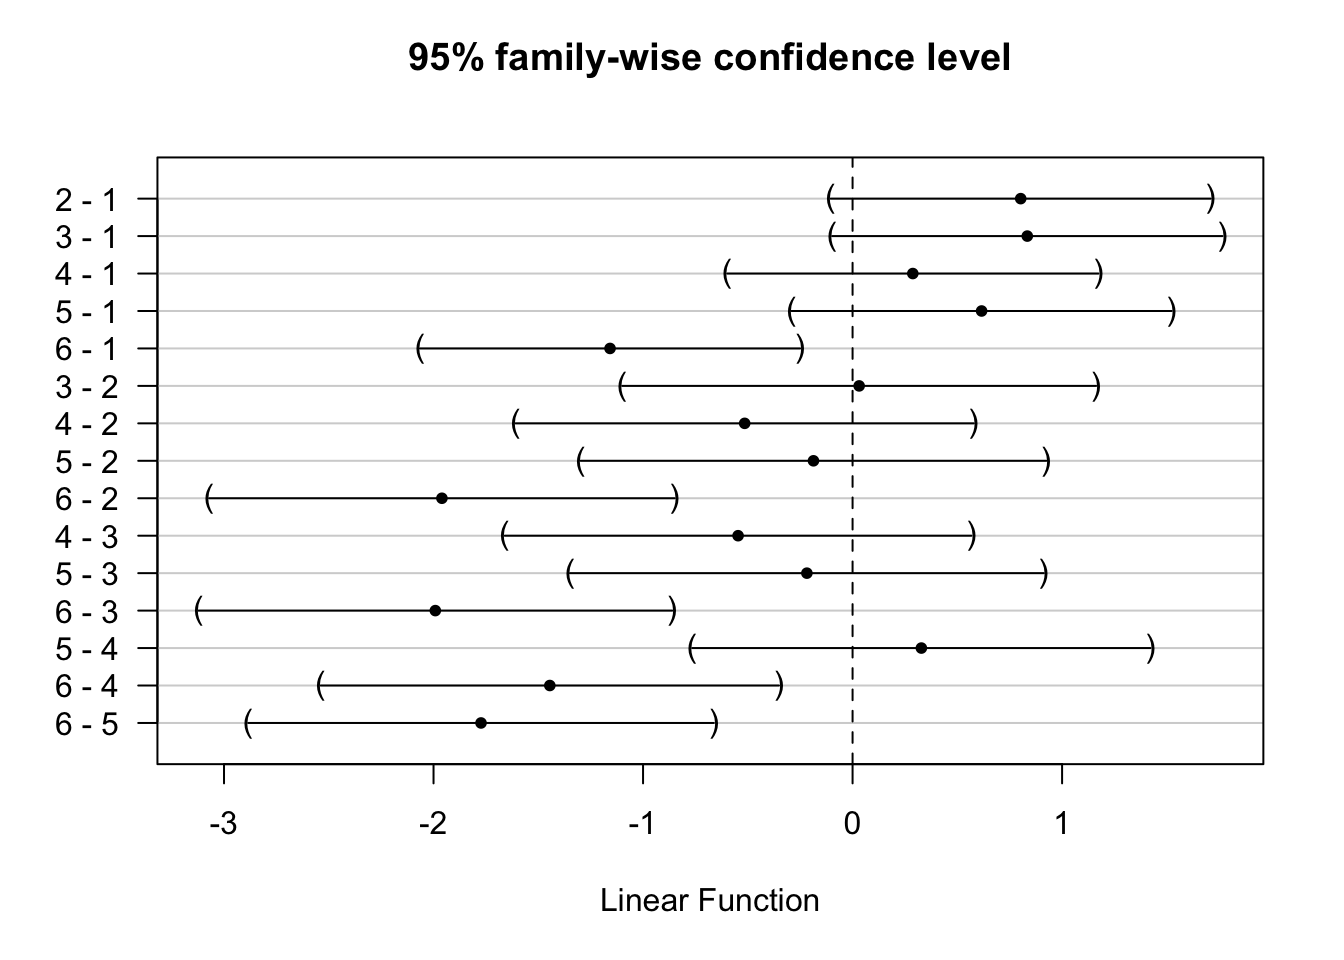 95% family-wise confidence level
2 - 1
3 - 1
4 - 1
5 - 1
6 - 1
3 - 2
4 - 2
5 - 2
6 - 2
4 - 3
5 - 3
6 - 3
5 - 4
6 - 4
6 - 5
-3 -2 -1 0 1
Linear Function